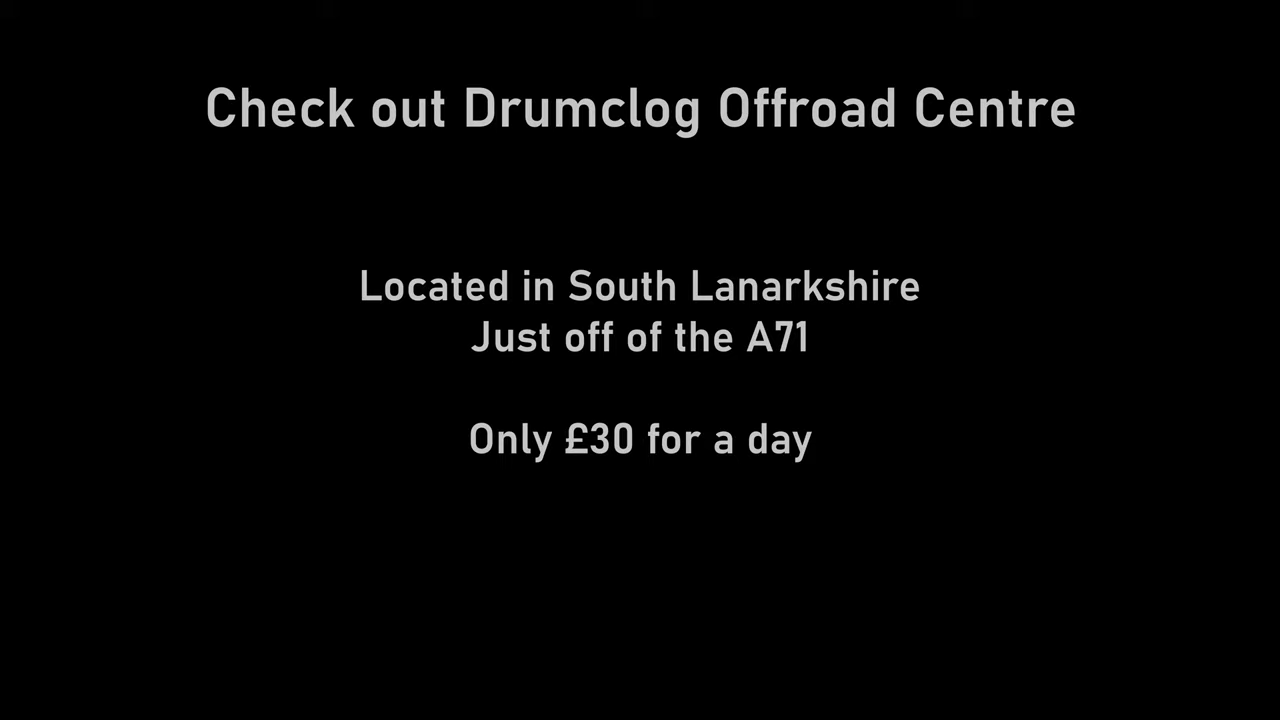 Check out Drumclog Offroad Centre
Located in South Lanarkshire
Just off of the A71
Only £30 for a day